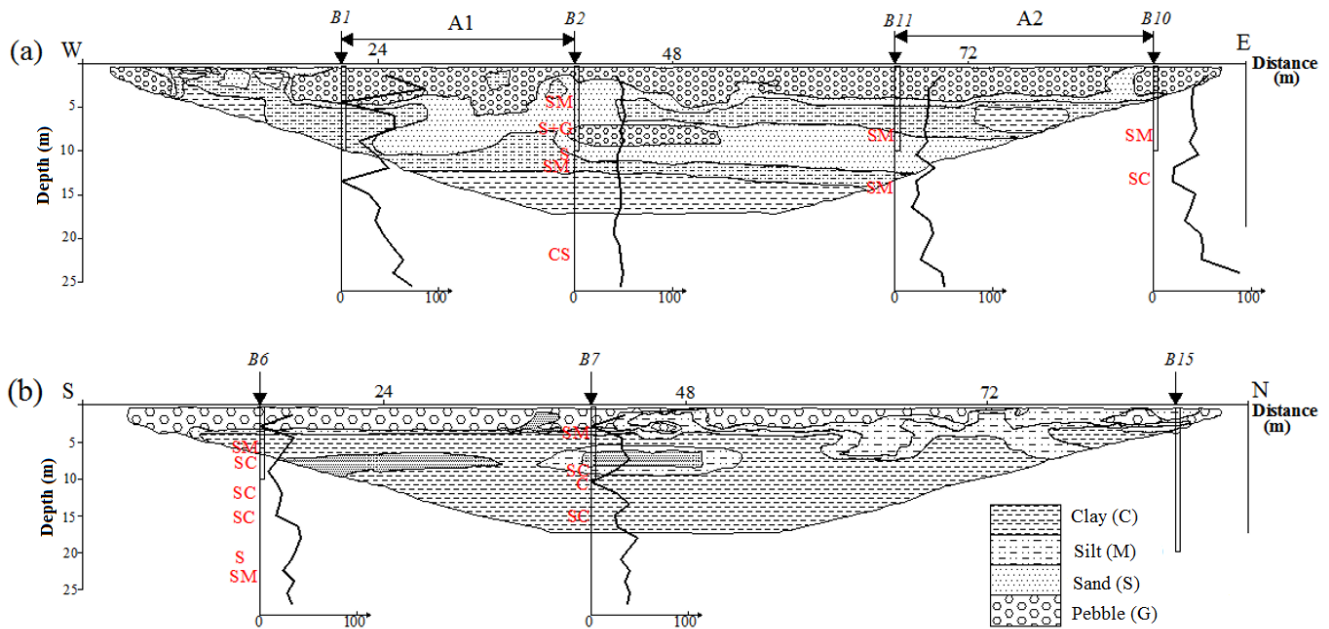 B1 B2 B11 B10
A1 A2
(a) W 24 48 72 E
Distance (m)
Depth (m)
5
10
15
20
25
SM
S=G
S
SM
CS
SM
SM
SM
SC
0 100 0 100 0 100 0 100
B6 B7 B15
(b) S 24 48 72 N
Distance (m)
Depth (m)
5
10
15
20
25
SM
SC
SC
SC
S
SM
SM
SC
C
SC
0 100 0 100
Clay (C)
Silt (M)
Sand (S)
Pebble (G)